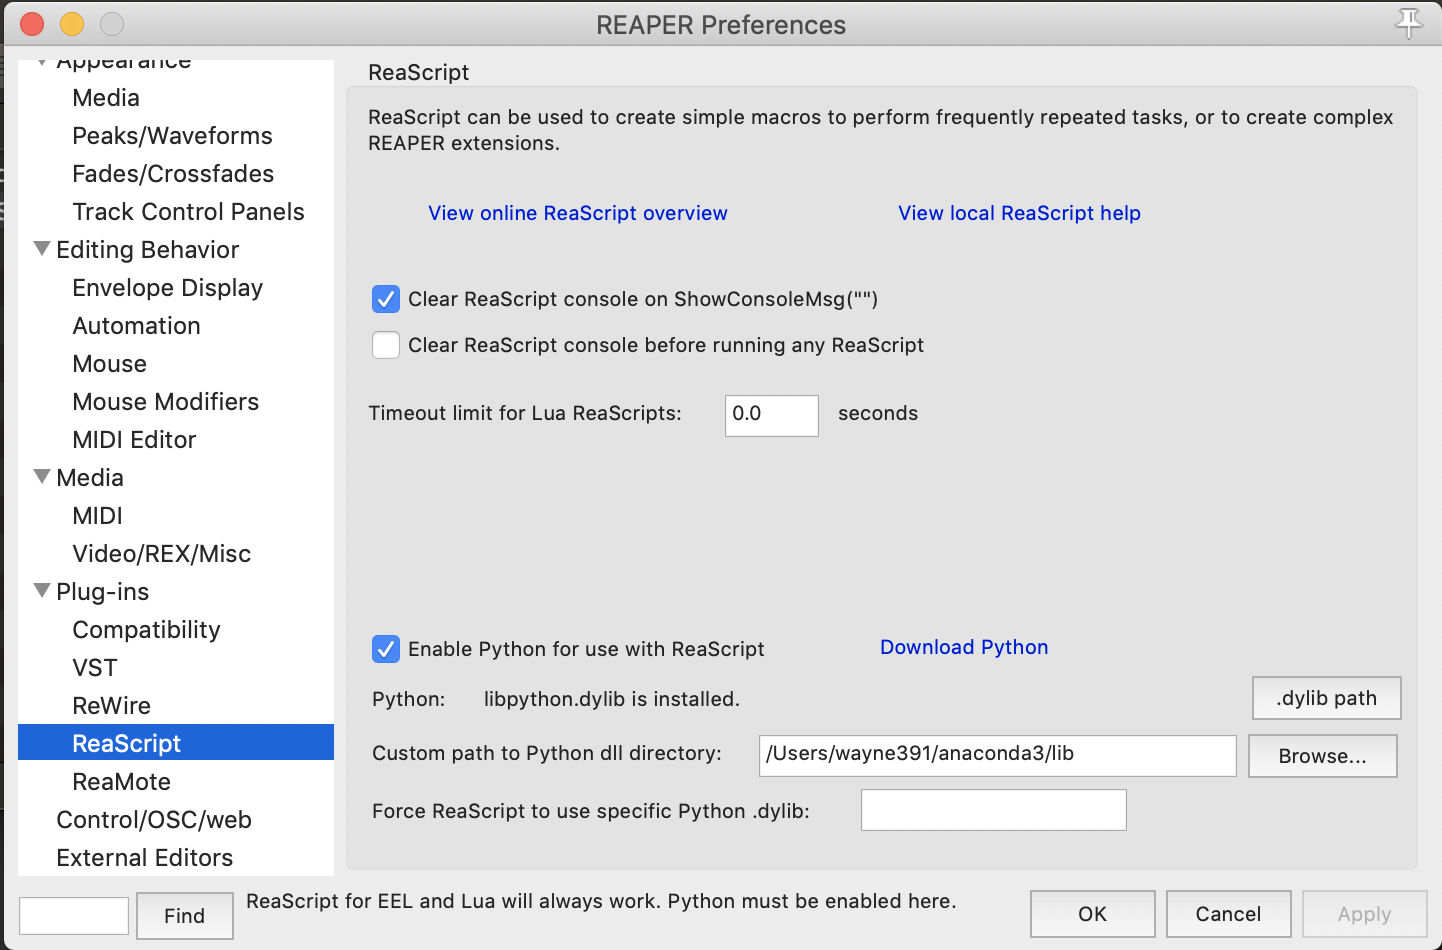 REAPER Preferences
Appearance
Media
Peaks/Waveforms
Fades/Crossfades
Track Control Panels
Editing Behavior
Envelope Display
Automation
Mouse
Mouse Modifiers
MIDI Editor
Media
MIDI
Video/REX/Misc
Plug-ins
Compatibility
VST
ReWire
ReaScript
ReaMote
Control/OSC/web
External Editors
Find
ReaScript
ReaScript can be used to create simple macros to perform frequently repeated tasks, or to create complex
REAPER extensions.
View online ReaScript overview View local ReaScript help
Clear ReaScript console on ShowConsoleMsg("")
Clear ReaScript console before running any ReaScript
Timeout limit for Lua ReaScripts: 0.0 seconds
Enable Python for use with ReaScript Download Python
Python: libpython.dylib is installed. .dylib path
Custom path to Python dll directory: /Users/wayne391/anaconda3/lib Browse...
Force ReaScript to use specific Python .dylib:
ReaScript for EEL and Lua will always work. Python must be enabled here.
OK Cancel Apply